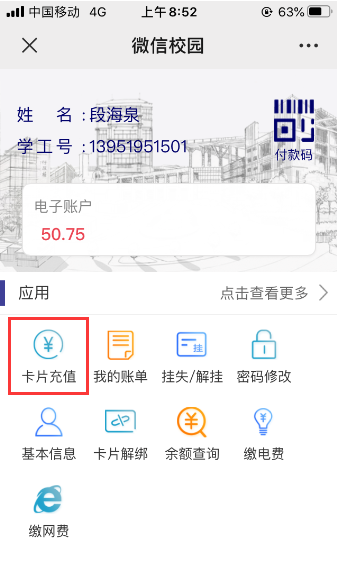 中国移动 4G 上午 8:52 63%
微信校园
姓 名 : 段海泉
学工号 : 13951951501
付款码
电子账户
50.75
应用 点击查看更多
卡片充值 我的账单 挂失/解挂 密码修改
基本信息 卡片解绑 余额查询 缴电费
缴网费